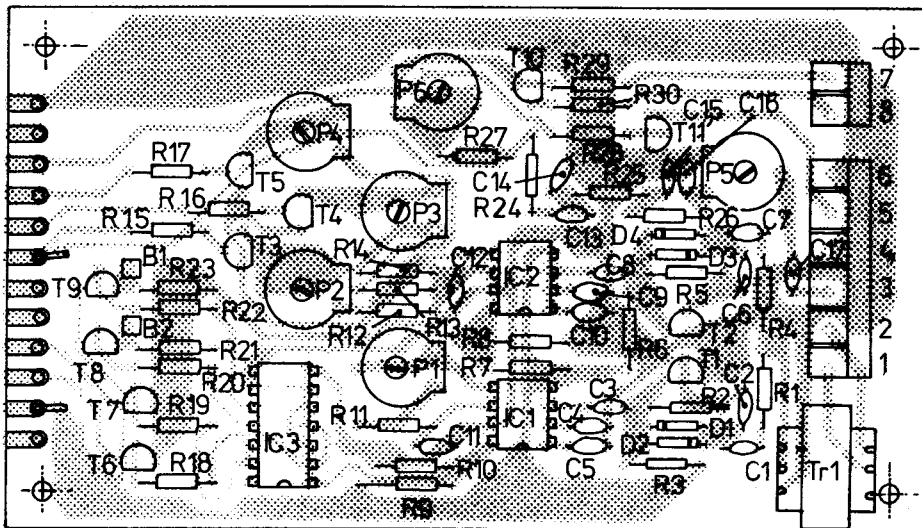 T10
R29
7
P6
R30
8
C15
C16
P4
T11
R17
R27
P5
6
T5
C14
R25
R16
R24
T4
P3
R26
C7
5
R15
C13
D4
T3
R14
C12
D3
C17
4
B1
R23
IC2
C8
T9
P2
C9
R5
C6
3
R22
C10
R4
R12
R13
R8
R6
T2
2
B2
R21
P1
R7
T1
1
T8
R20
C2
R1
T7
C3
R2
R19
R11
IC1
C4
D1
IC3
C11
D2
T6
R10
C5
C1
Tr1
R18
R9
R3